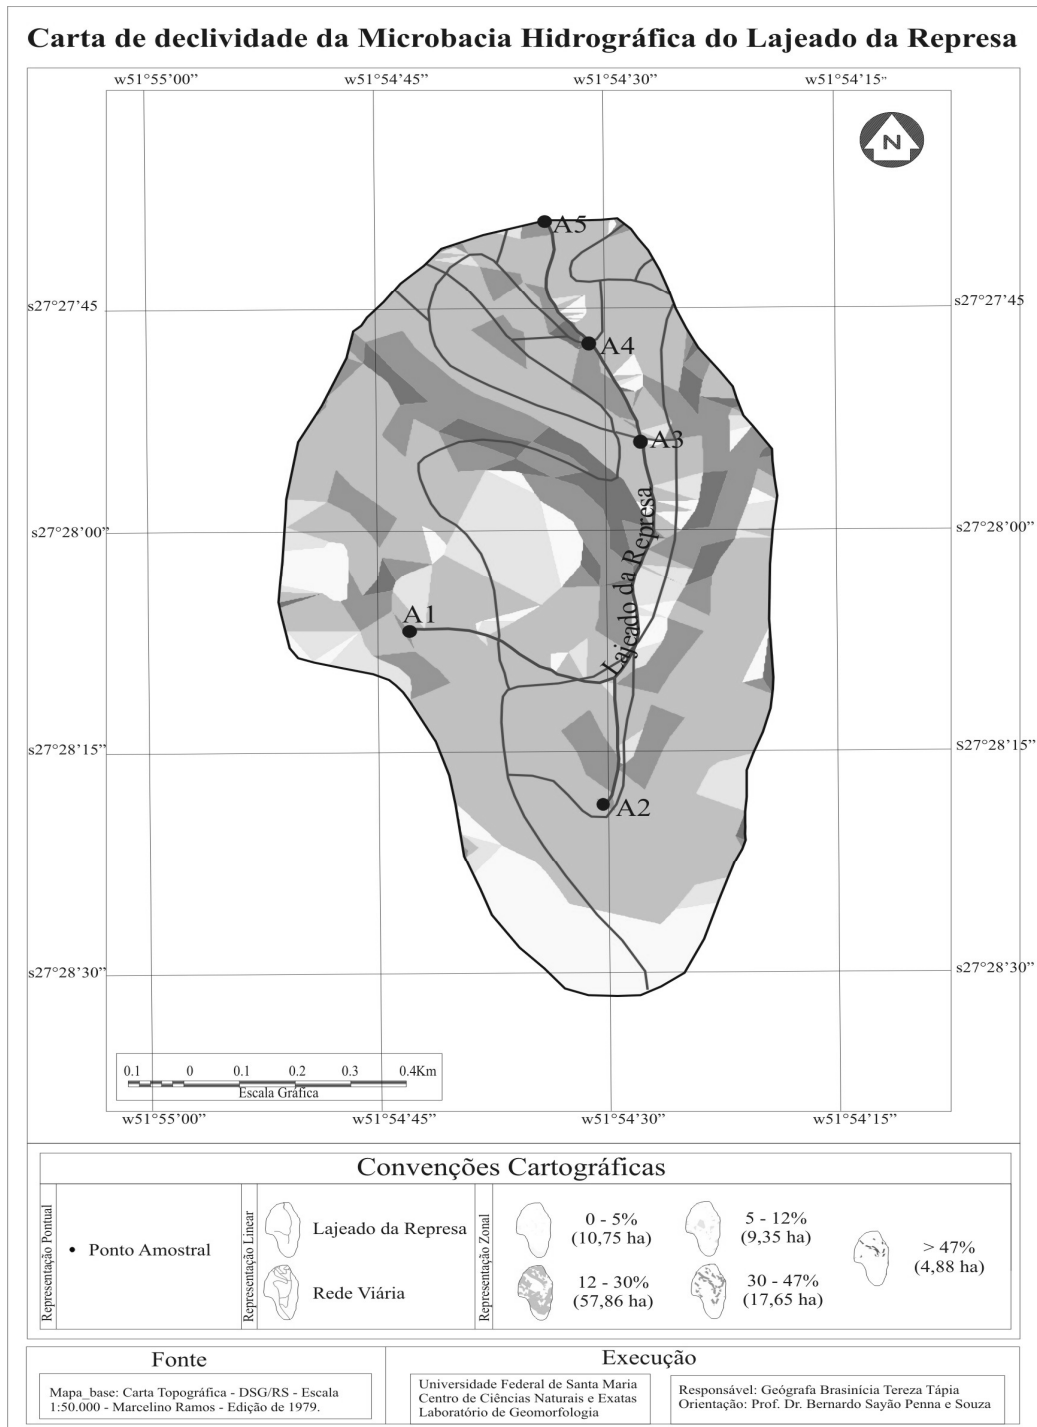 Carta de declividade da Microbacia Hidrográfica do Lajeado da Represa
w51°55’00” w51°54’45” w51°54’30” w51°54’15”
N
A5
s27°27’45 s27°27’45
A4
A3
Lajeado da Represa
s27°28’00” s27°28’00”
A1
s27°28’15” s27°28’15”
A2
s27°28’30” s27°28’30”
0.1 0 0.1 0.2 0.3 0.4Km
Escala Gráfica
w51°55’00” w51°54’45” w51°54’30” w51°54’15”
Convenções Cartográficas
Representação Pontual
Ponto Amostral
Representação Linear
Lajeado da Represa
Rede Viária
Representação Zonal
0 - 5%
(10,75 ha)
5 - 12%
(9,35 ha)
12 - 30%
(57,86 ha)
30 - 47%
(17,65 ha)
> 47%
(4,88 ha)
Fonte
Mapa_base: Carta Topográfica - DSG/RS - Escala
1:50.000 - Marcelino Ramos - Edição de 1979.
Execução
Universidade Federal de Santa Maria
Centro de Ciências Naturais e Exatas
Laboratório de Geomorfologia
Responsável: Geógrafa Brasinícia Tereza Tápia
Orientação: Prof. Dr. Bernardo Sayão Penna e Souza